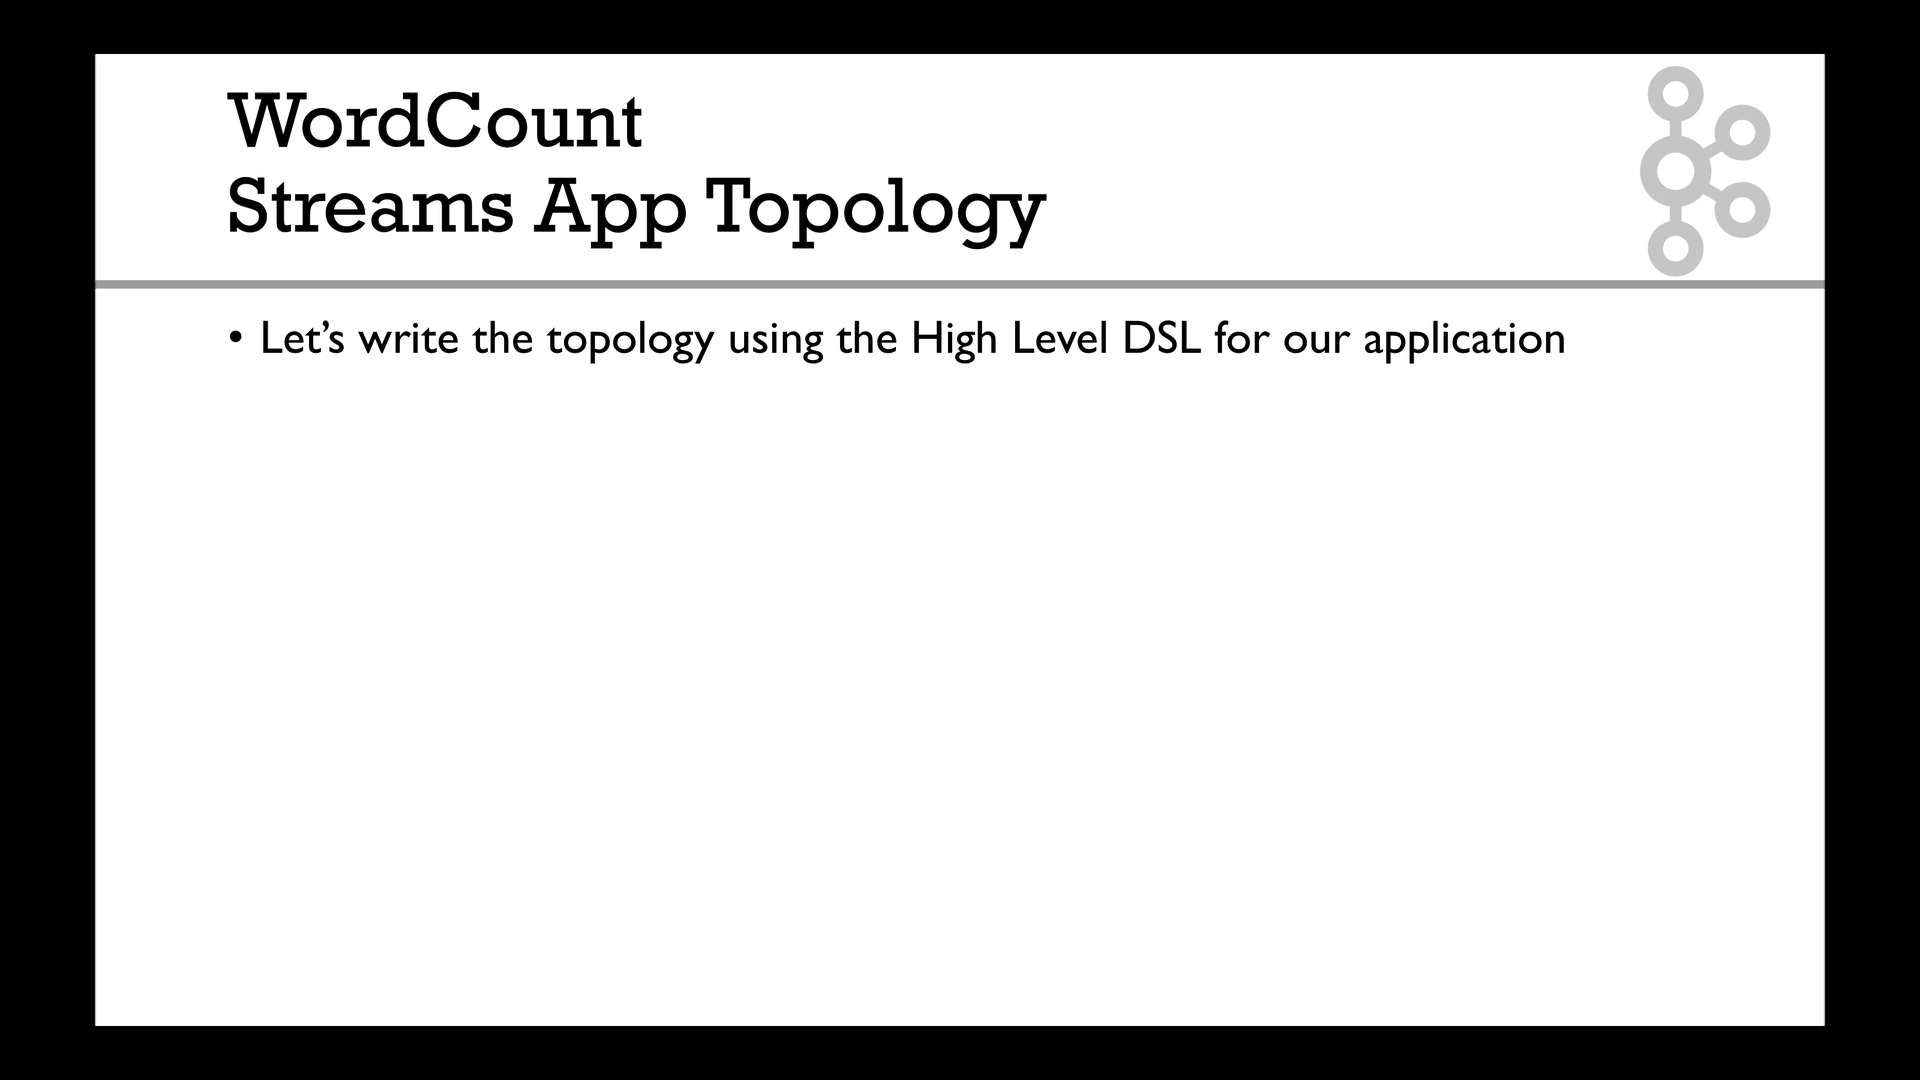 WordCount
Streams App Topology
• Let’s write the topology using the High Level DSL for our application